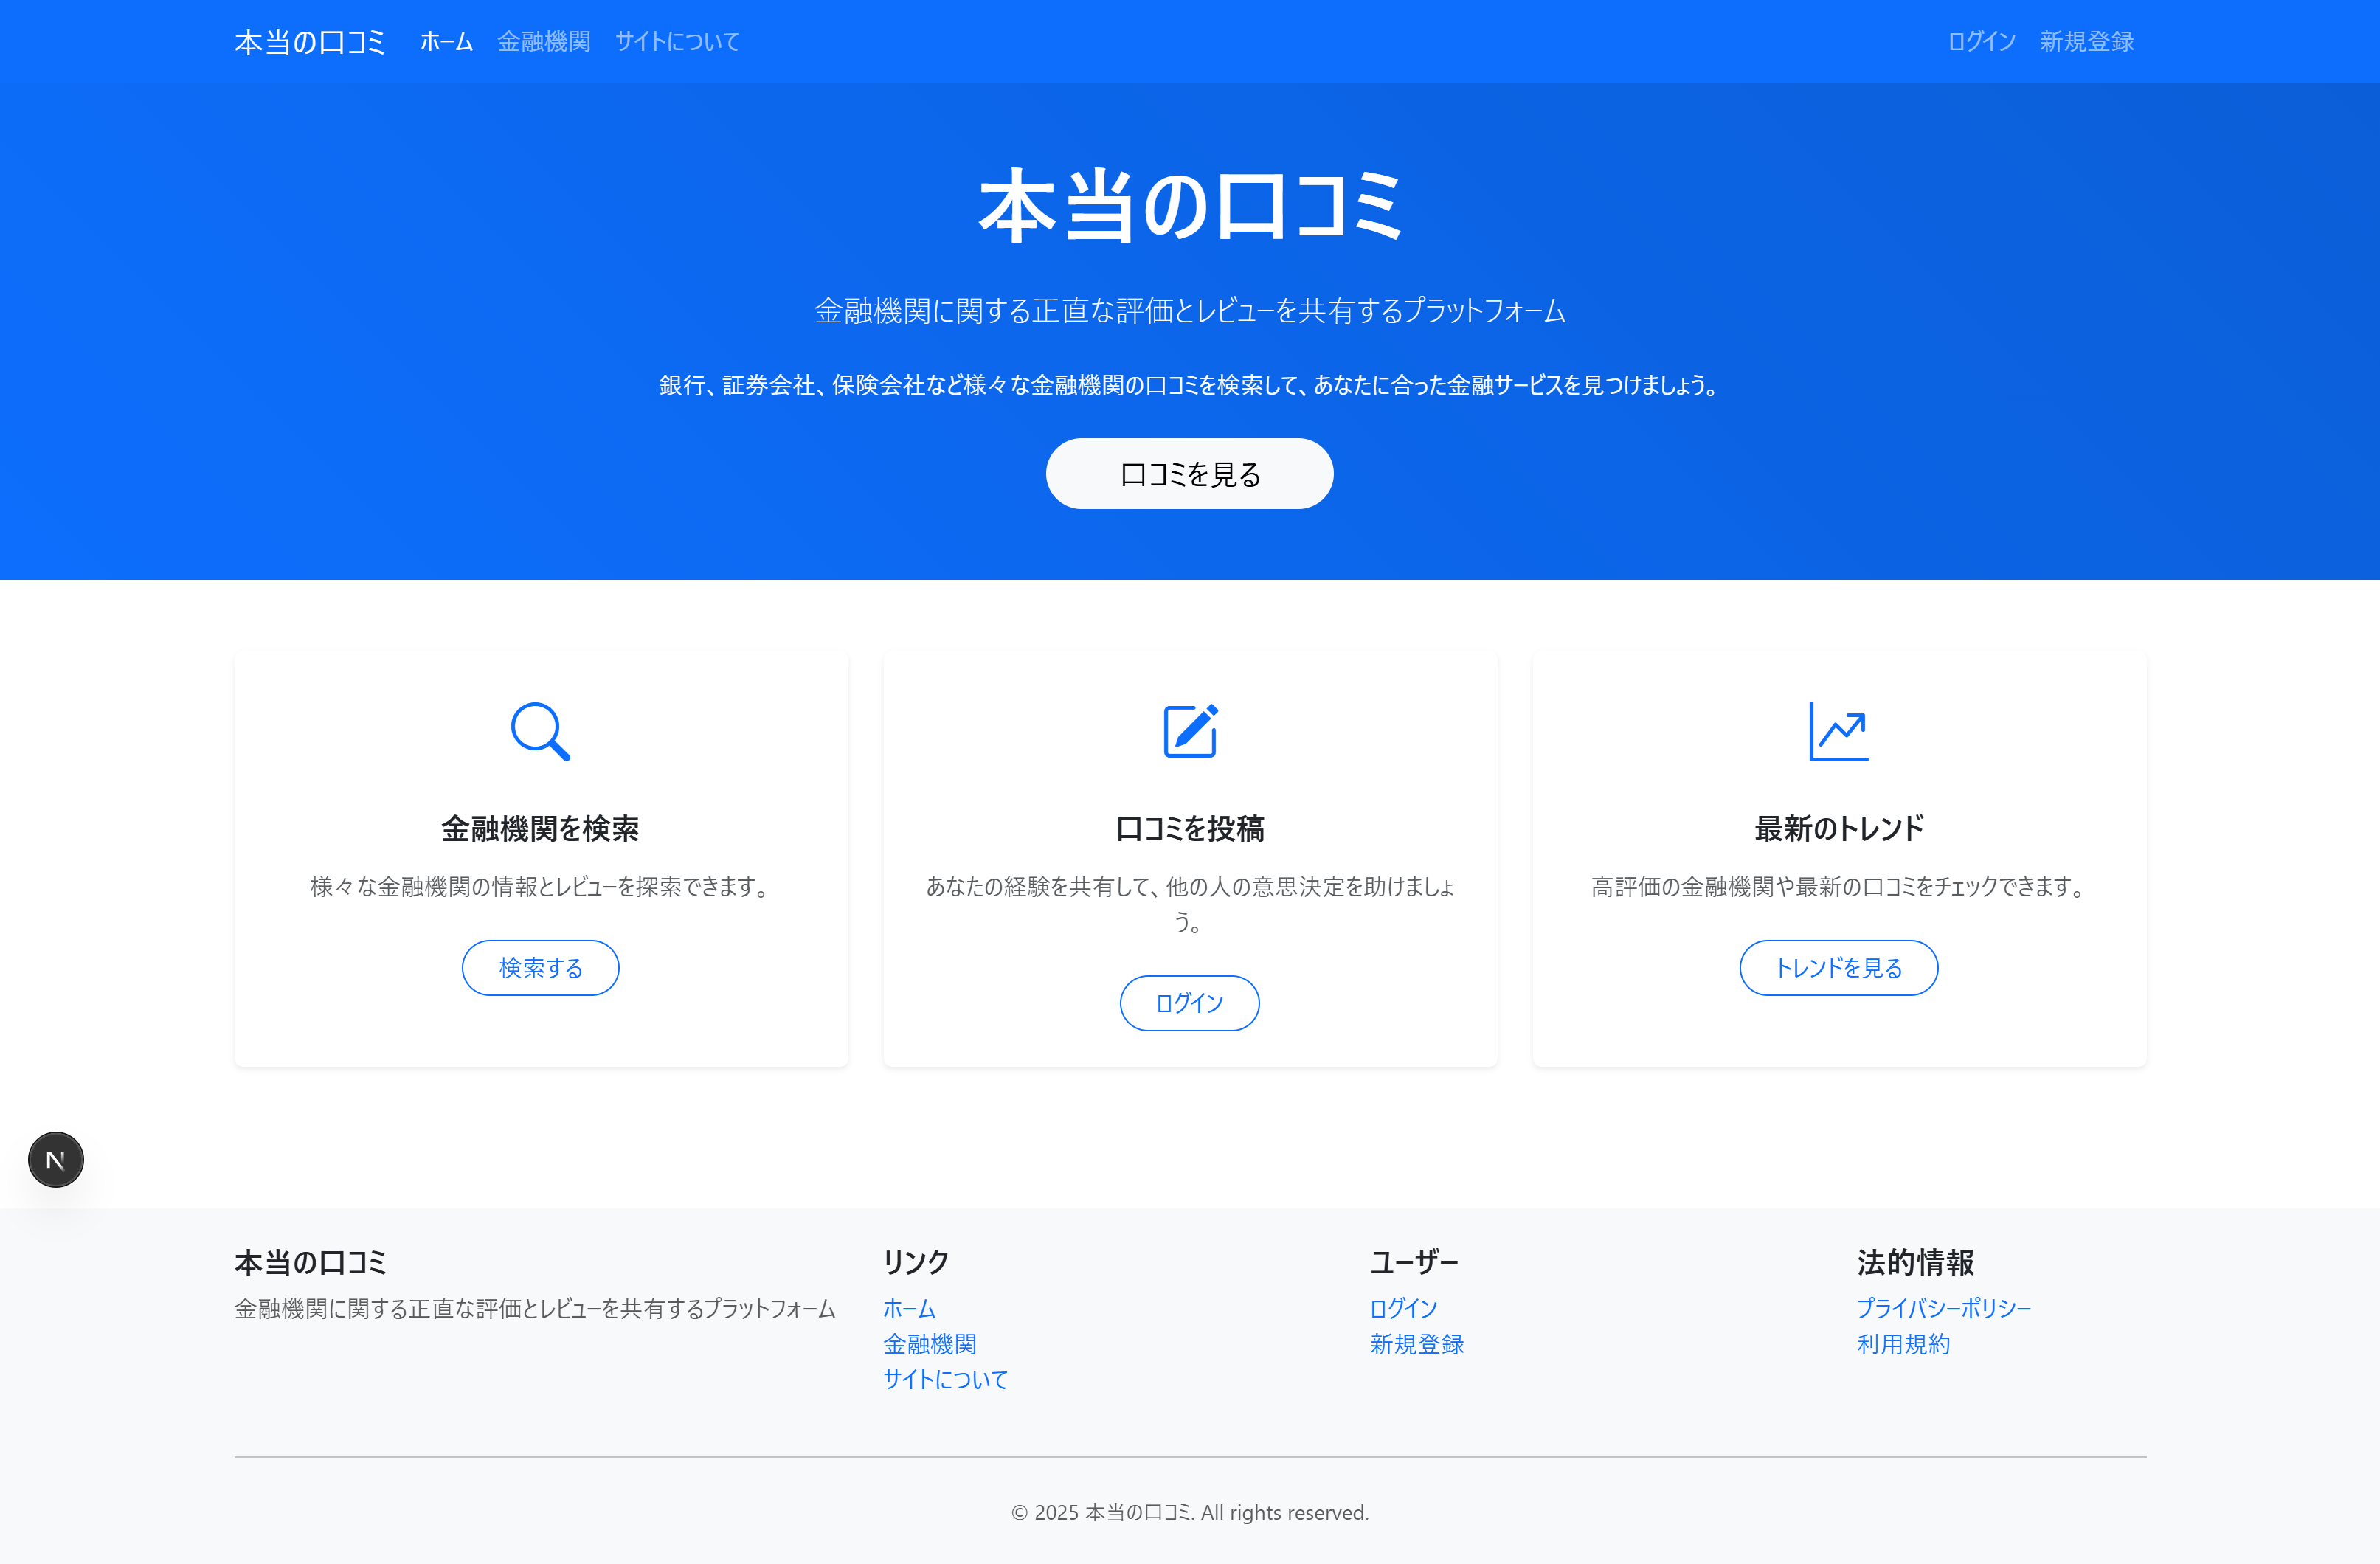 本当の口コミ ホーム 金融機関 サイトについて ログイン 新規登録
本当の口コミ
金融機関に関する正直な評価とレビューを共有するプラットフォーム
銀行、証券会社、保険会社など様々な金融機関の口コミを検索して、あなたに合った金融サービスを見つけましょう。
口コミを見る
金融機関を検索
様々な金融機関の情報とレビューを探索できます。
検索する
口コミを投稿
あなたの経験を共有して、他の人の意思決定を助けましょ
う。
ログイン
最新のトレンド
高評価の金融機関や最新の口コミをチェックできます。
トレンドを見る
N
本当の口コミ
金融機関に関する正直な評価とレビューを共有するプラットフォーム
リンク
ホーム
金融機関
サイトについて
ユーザー
ログイン
新規登録
法的情報
プライバシーポリシー
利用規約
© 2025 本当の口コミ. All rights reserved.